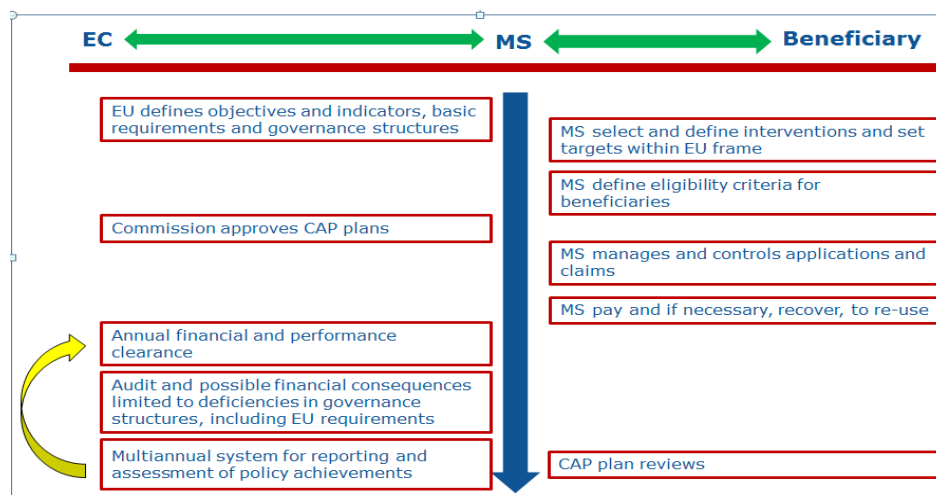 EC
MS
Beneficiary
EU defines objectives and indicators, basic
requirements and governance structures
MS select and define interventions and set
targets within EU frame
MS define eligibility criteria for
beneficiaries
Commission approves CAP plans
MS manages and controls applications and
claims
MS pay and if necessary, recover, to re-use
Annual financial and performance
clearance
Audit and possible financial consequences
limited to deficiencies in governance
structures, including EU requirements
Multiannual system for reporting and
assessment of policy achievements
CAP plan reviews